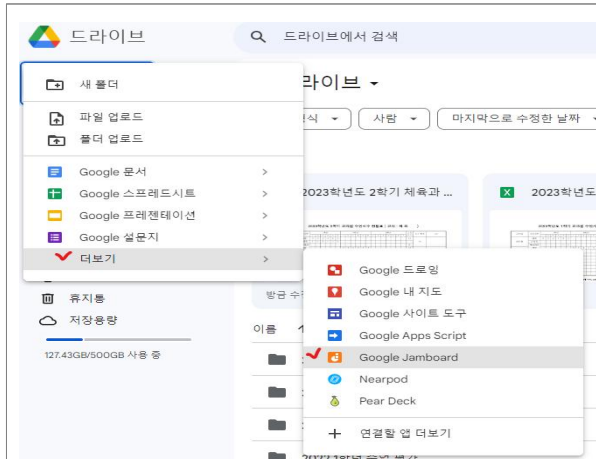 드라이브
드라이브에서 검색
새 폴더
파일 업로드
폴더 업로드
Google 문서
Google 스프레드시트
Google 프레젠테이션
Google 설문지
더보기
휴지통
저장용량
127.43GB/500GB 사용 중
라이브
식
사람
마지막으로 수정한 날짜
2023학년도 2학기 체육과 ...
2023학년도
방금 수
이름
Google 드로잉
Google 내 지도
Google 사이트 도구
Google Apps Script
Google Jamboard
Nearpod
Pear Deck
연결할 앱 더보기